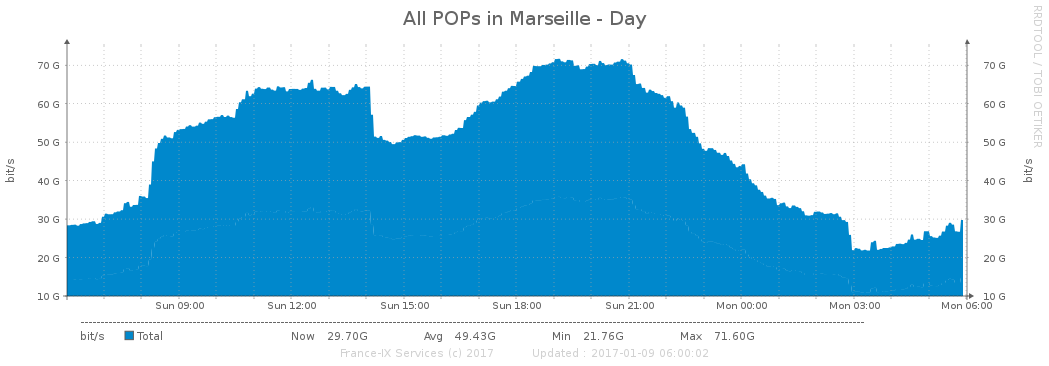 All POPs in Marseille - Day
RRDTOOL / TOBI OETIKER
bit/s
bit/s
70 G 70 G
60 G 60 G
50 G 50 G
40 G 40 G
30 G 30 G
20 G 20 G
10 G 10 G
Sun 09:00 Sun 12:00 Sun 15:00 Sun 18:00 Sun 21:00 Mon 00:00 Mon 03:00 Mon 06:00
bit/s Total Now 29.70G Avg 49.43G Min 21.76G Max 71.60G
France-IX Services (c) 2017 Updated : 2017-01-09 06:00:02